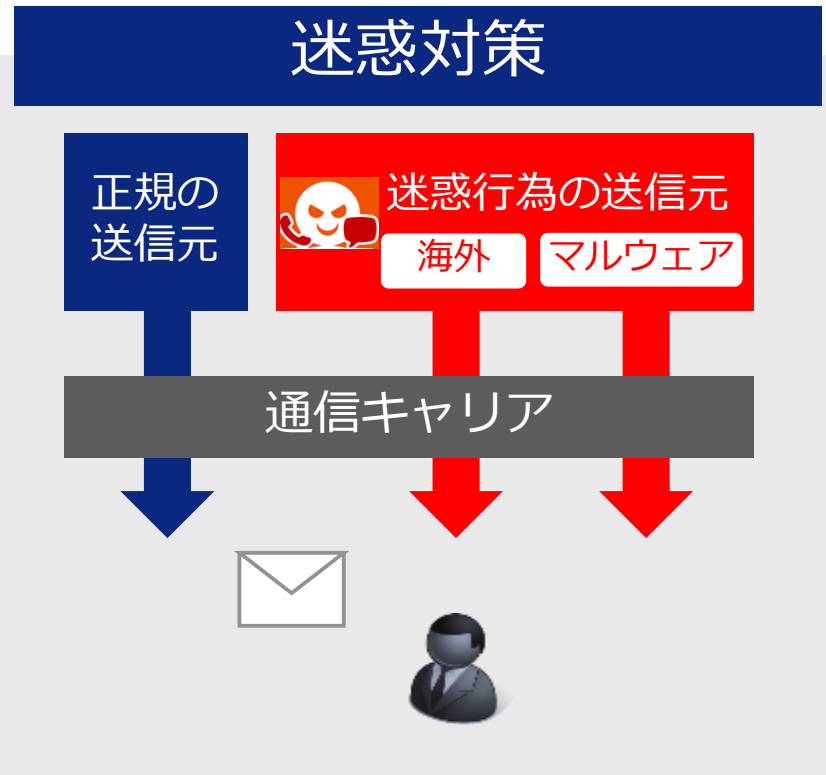 迷惑対策
正規の
送信元
迷惑行為の送信元
海外
マルウェア
通信キャリア